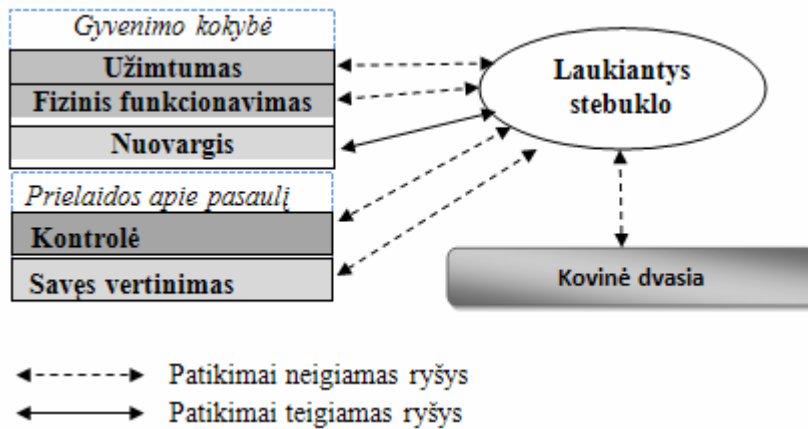 Gyvenimo kokybė
Užimtumas
Fizinis funkcionavimas
Nuovargis
Prielaidos apie pasaulį
Kontrolė
Savęs vertinimas
Laukiantys
stebuklo
Kovinė dvasia
Patikimai neigiamas ryšys
Patikimai teigiamas ryšys